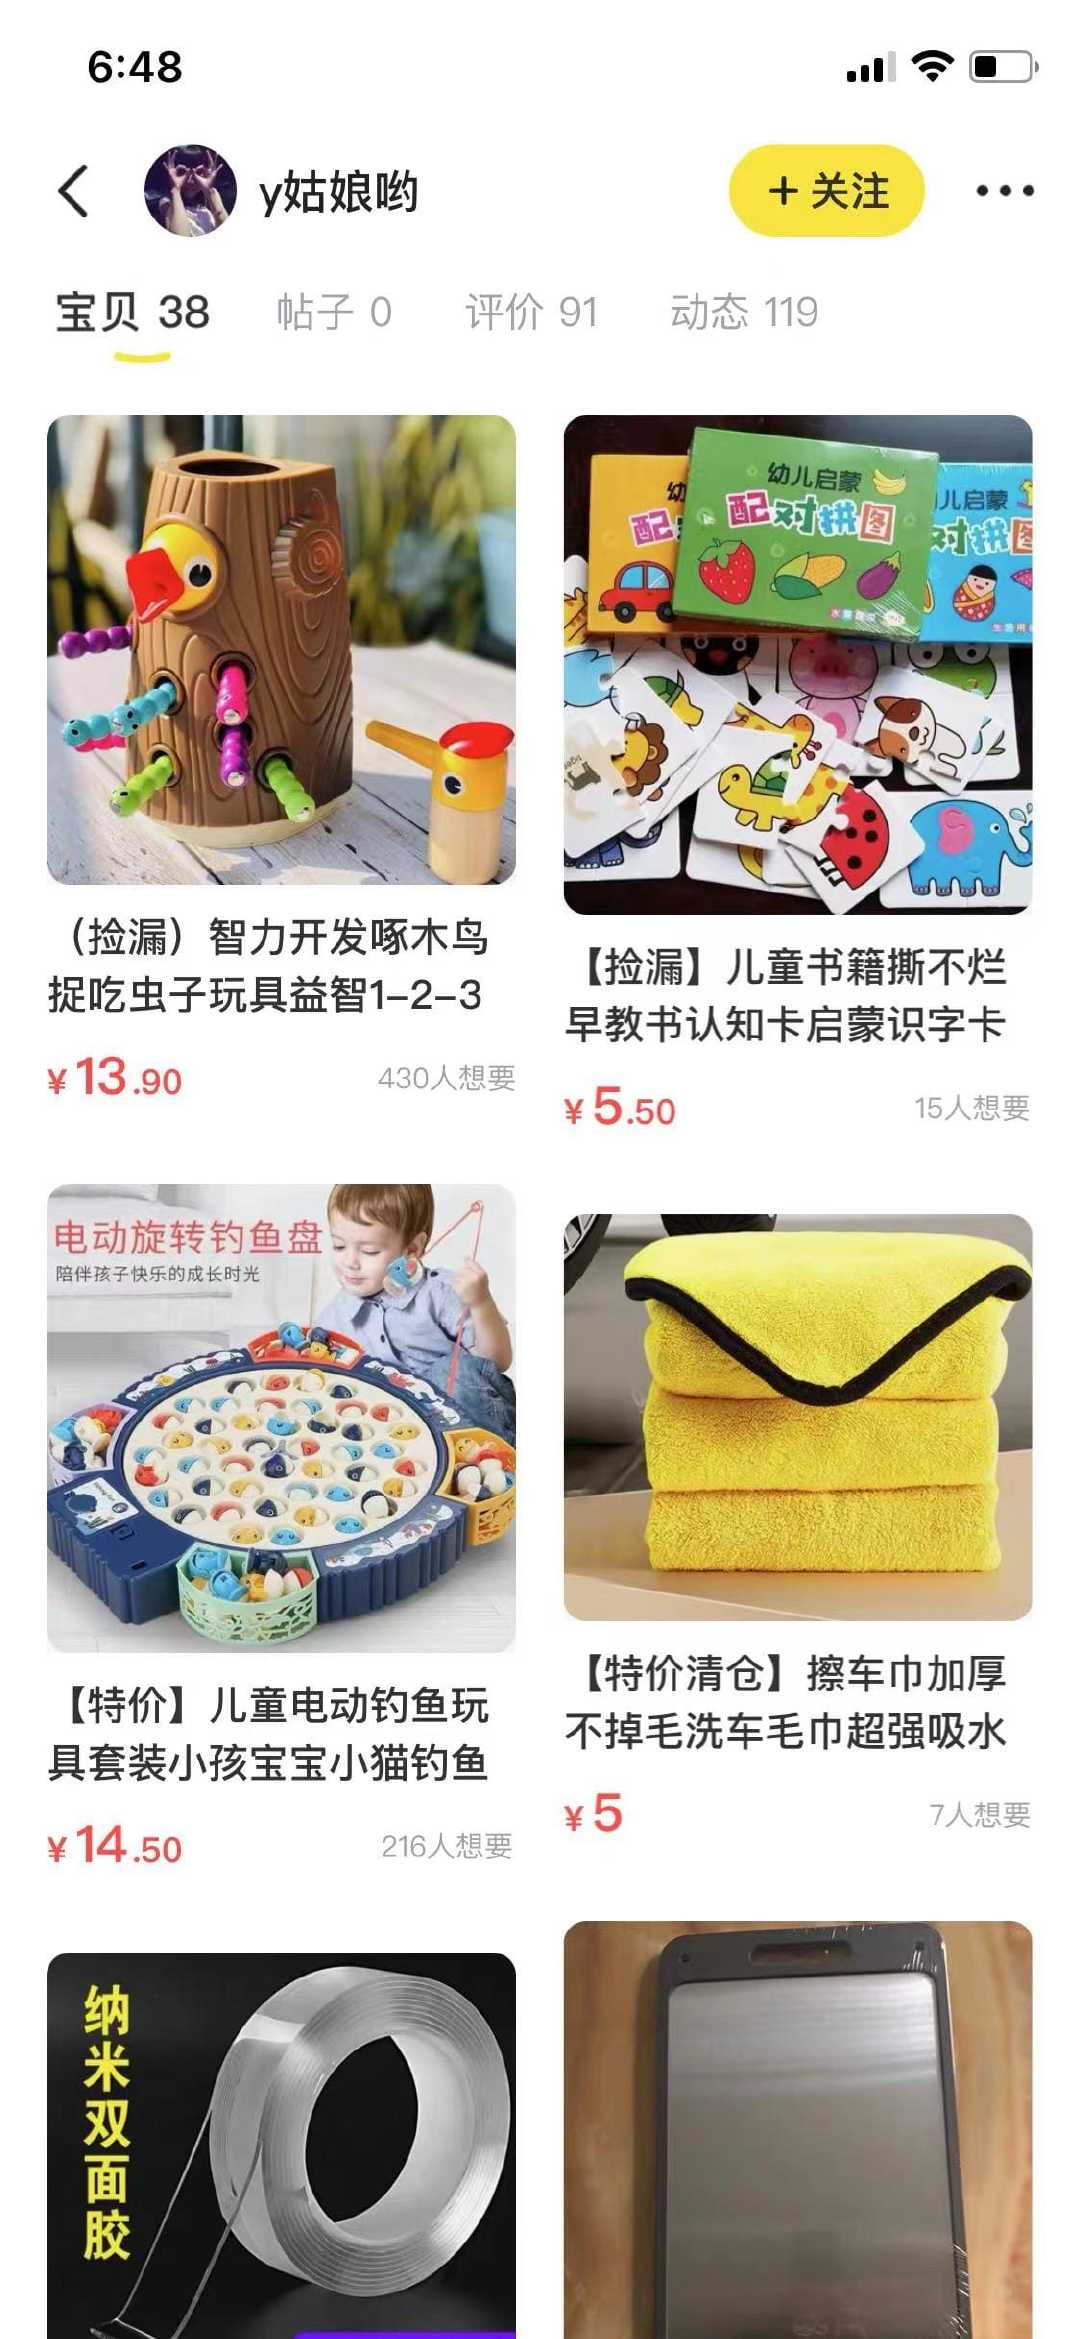 6:48
y姑娘哟
+ 关注
宝贝 38
帖子 0
评价 91
动态 119
幼儿启蒙
配对拼图
（捡漏）智力开发啄木鸟
捉吃虫子玩具益智1-2-3
¥13.90
430人想要
【捡漏】儿童书籍撕不烂
早教书认知卡启蒙识字卡
¥5.50
15人想要
电动旋转钓鱼盘
陪伴孩子快乐的成长时光
【特价】儿童电动钓鱼玩
具套装小孩宝宝小猫钓鱼
¥14.50
216人想要
【特价清仓】擦车巾加厚
不掉毛洗车毛巾超强吸水
¥5
7人想要
纳米双面胶